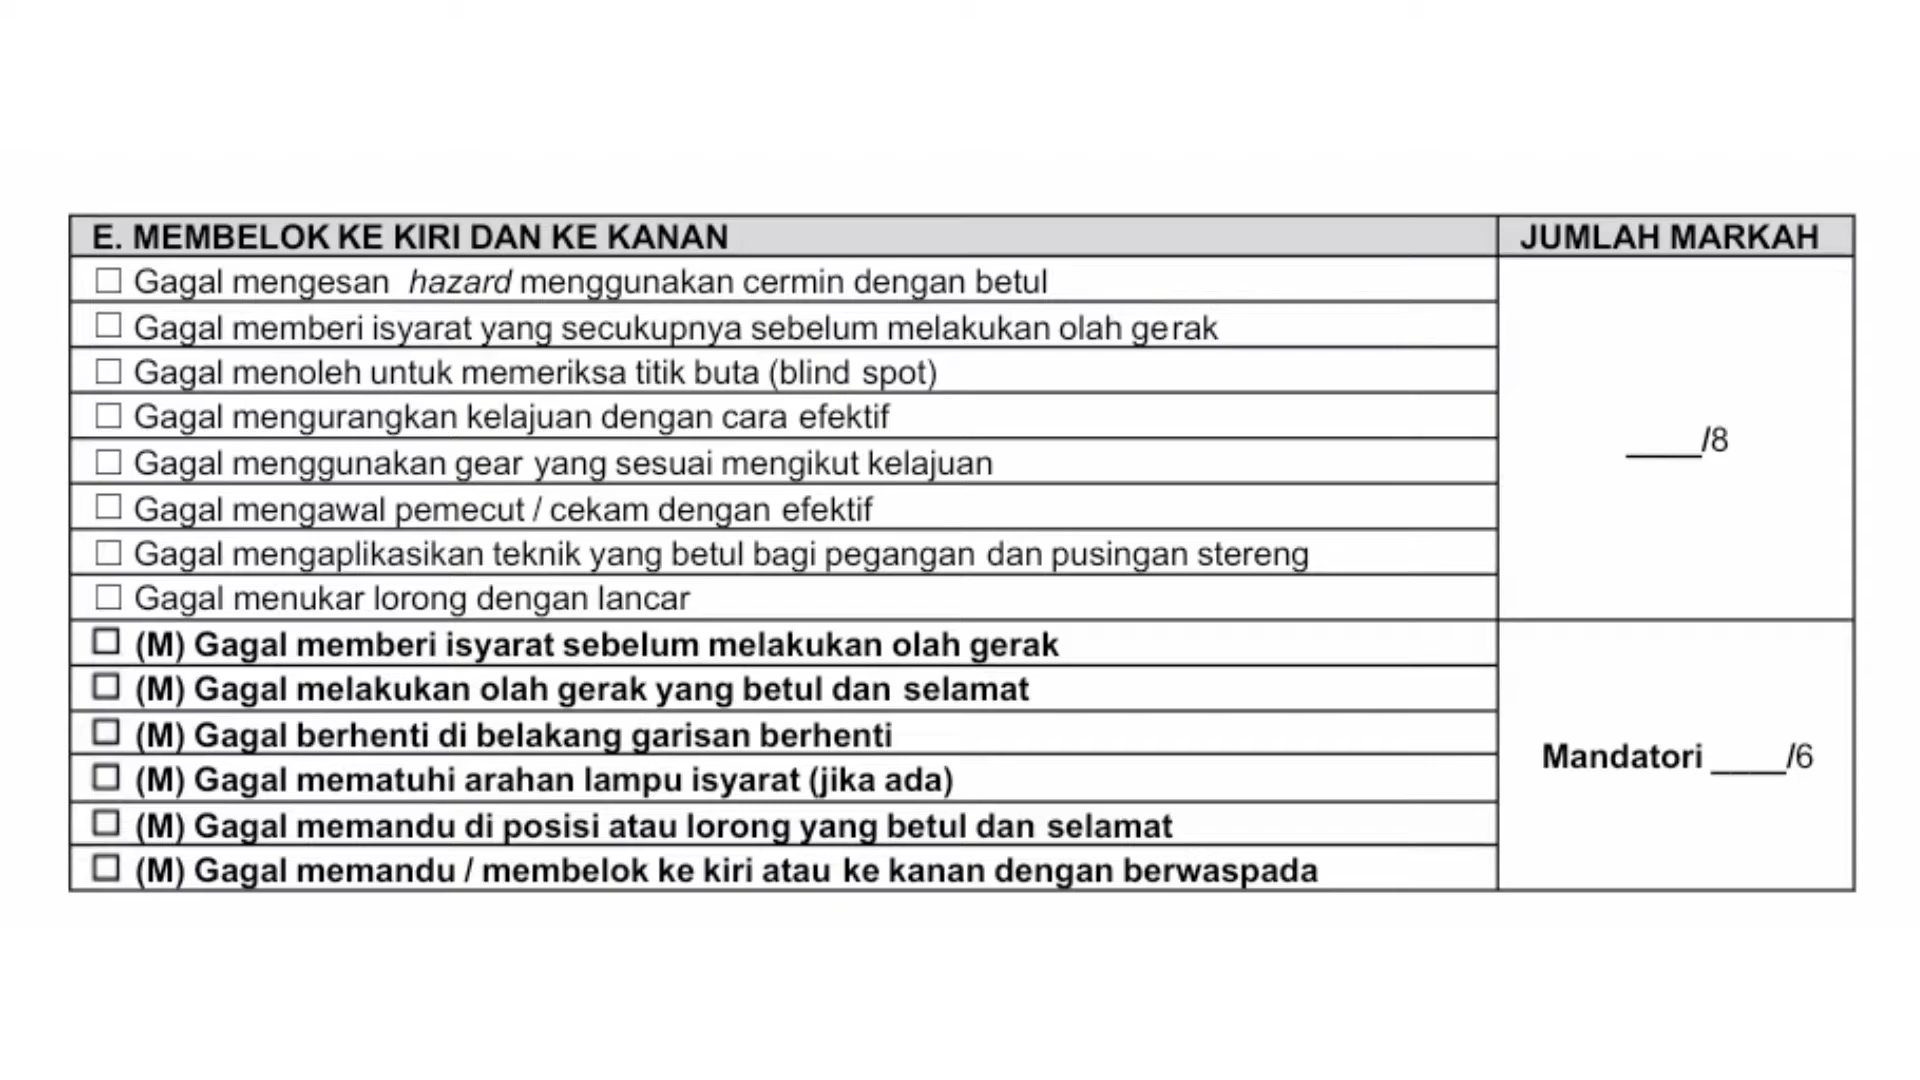 E. MEMBELOK KE KIRI DAN KE KANAN
JUMLAH MARKAH
☐ Gagal mengesan hazard menggunakan cermin dengan betul
☐ Gagal memberi isyarat yang secukupnya sebelum melakukan olah gerak
☐ Gagal menoleh untuk memeriksa titik buta (blind spot)
☐ Gagal mengurangkan kelajuan dengan cara efektif
☐ Gagal menggunakan gear yang sesuai mengikut kelajuan
☐ Gagal mengawal pemecut / cekam dengan efektif
☐ Gagal mengaplikasikan teknik yang betul bagi pegangan dan pusingan stereng
☐ Gagal menukar lorong dengan lancar
____/8
☐ (M) Gagal memberi isyarat sebelum melakukan olah gerak
☐ (M) Gagal melakukan olah gerak yang betul dan selamat
☐ (M) Gagal berhenti di belakang garisan berhenti
☐ (M) Gagal mematuhi arahan lampu isyarat (jika ada)
☐ (M) Gagal memandu di posisi atau lorong yang betul dan selamat
☐ (M) Gagal memandu / membelok ke kiri atau ke kanan dengan berwaspada
Mandatori ____/6